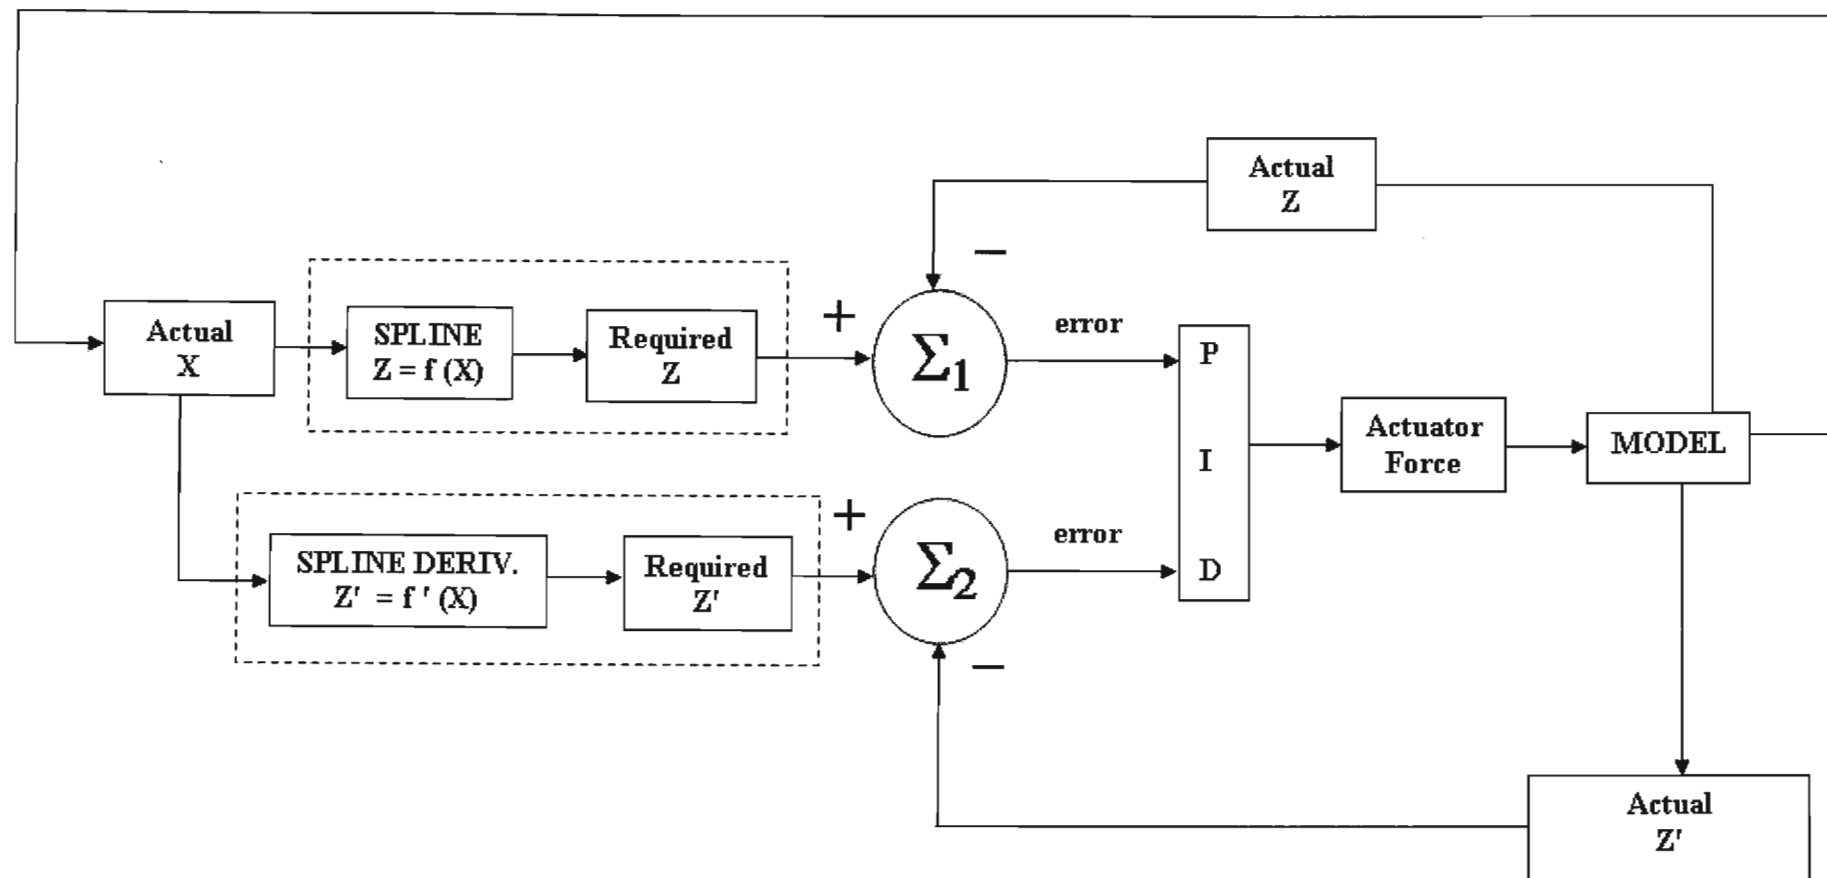 Actual
Z
−
Actual
X
SPLINE
Z = f (X)
Required
Z
+
Σ1
error
P
I
D
Actuator
Force
MODEL
SPLINE DERIV.
Z' = f ' (X)
Required
Z'
+
Σ2
error
−
Actual
Z'